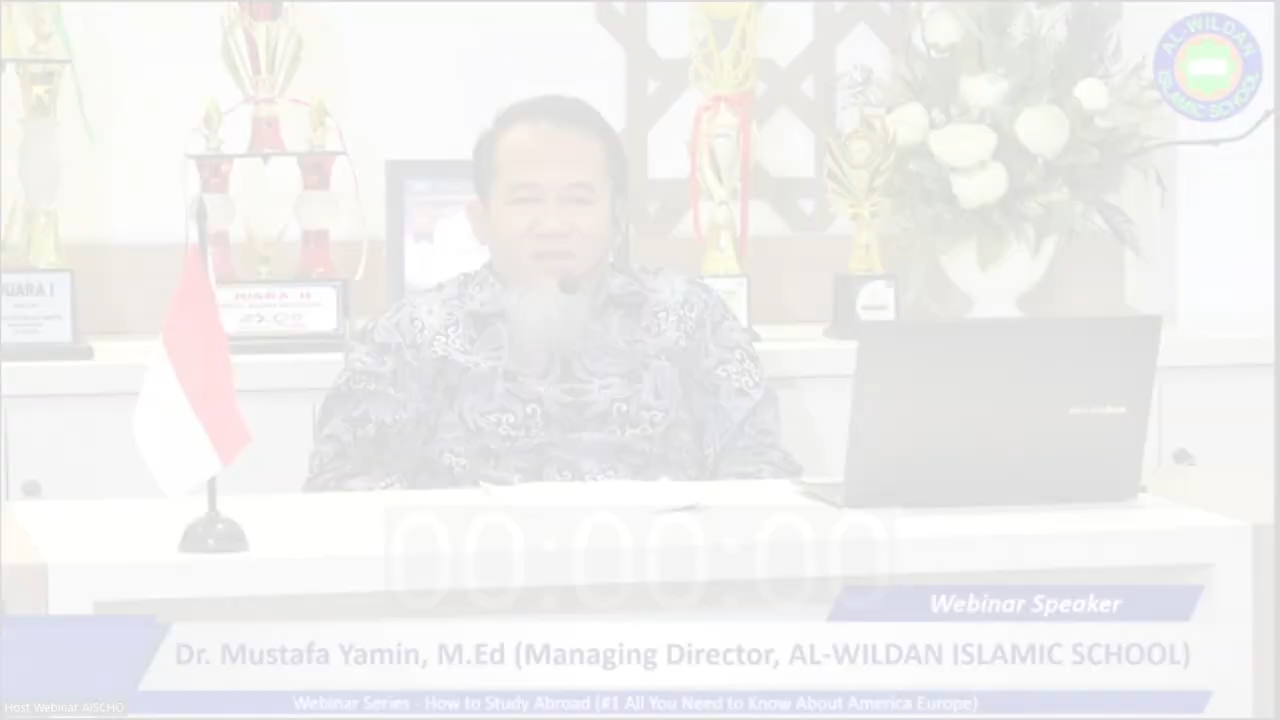 AL-WILDAN
ISLAMIC SCHOOL
JUARA I
JUARA II
00:00:00
Webinar Speaker
Dr. Mustafa Yamin, M.Ed (Managing Director, AL-WILDAN ISLAMIC SCHOOL)
Webinar Series - How to Study Abroad (#1 All You Need to Know About America Europe)
Host Webinar AISCHO